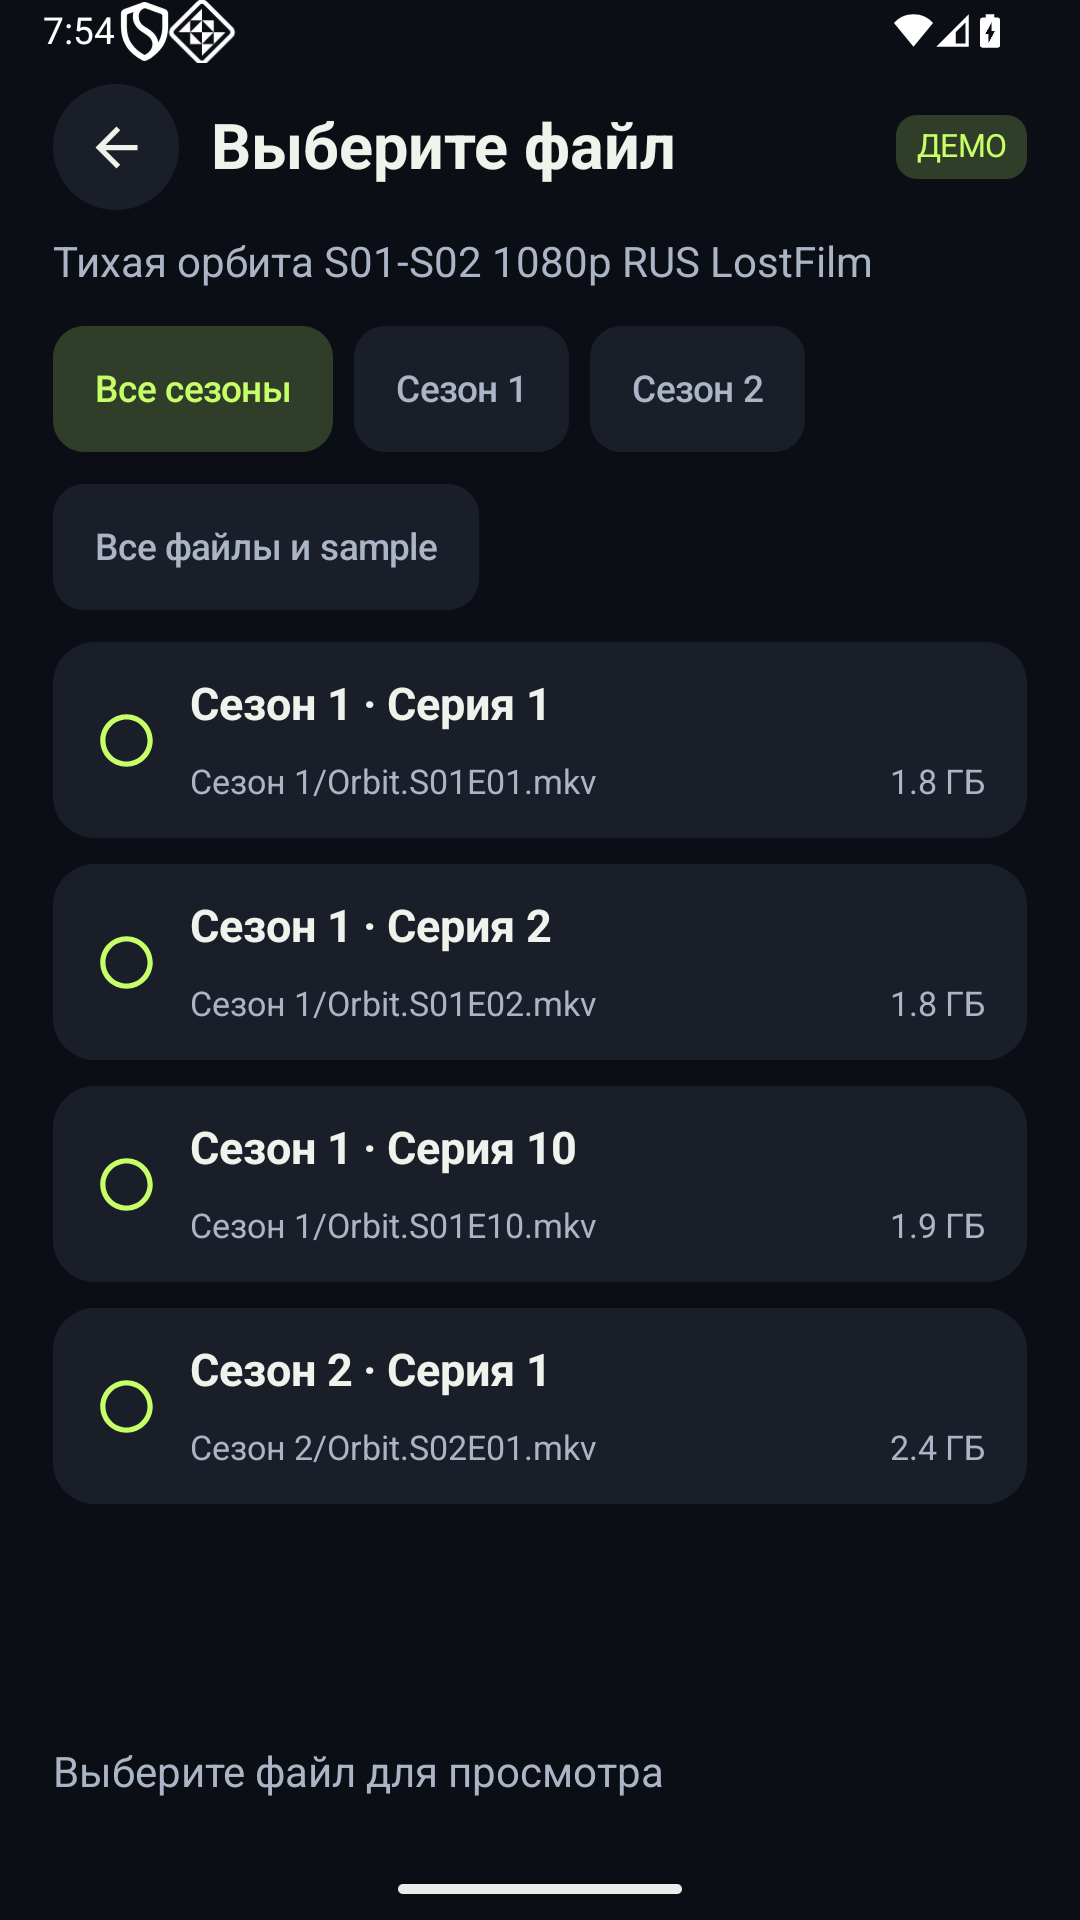 7:54
Выберите файл
ДЕМО
Тихая орбита S01-S02 1080p RUS LostFilm
Все сезоны
Сезон 1
Сезон 2
Все файлы и sample
Сезон 1 · Серия 1
Сезон 1/Orbit.S01E01.mkv
1.8 ГБ
Сезон 1 · Серия 2
Сезон 1/Orbit.S01E02.mkv
1.8 ГБ
Сезон 1 · Серия 10
Сезон 1/Orbit.S01E10.mkv
1.9 ГБ
Сезон 2 · Серия 1
Сезон 2/Orbit.S02E01.mkv
2.4 ГБ
Выберите файл для просмотра